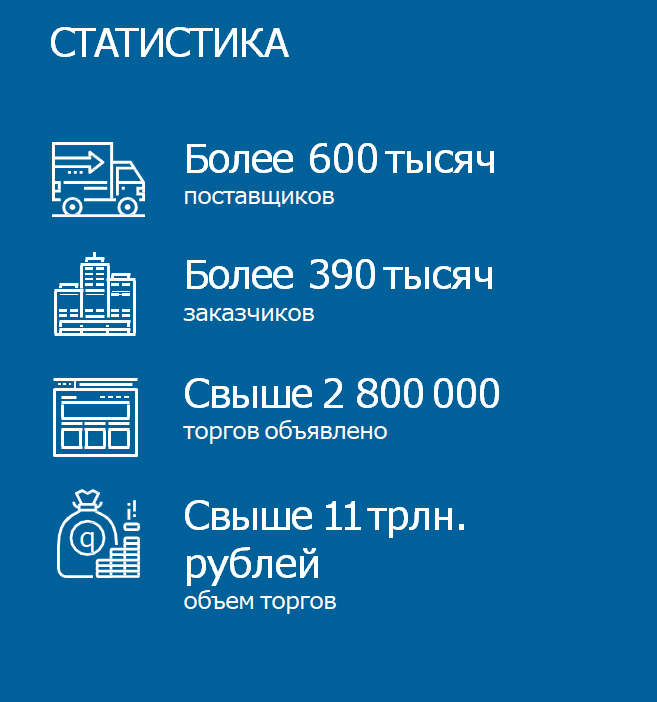 СТАТИСТИКА
Более 600 тысяч
поставщиков
Более 390 тысяч
заказчиков
Свыше 2 800 000
торгов объявлено
q
Свыше 11 трлн.
рублей
объем торгов